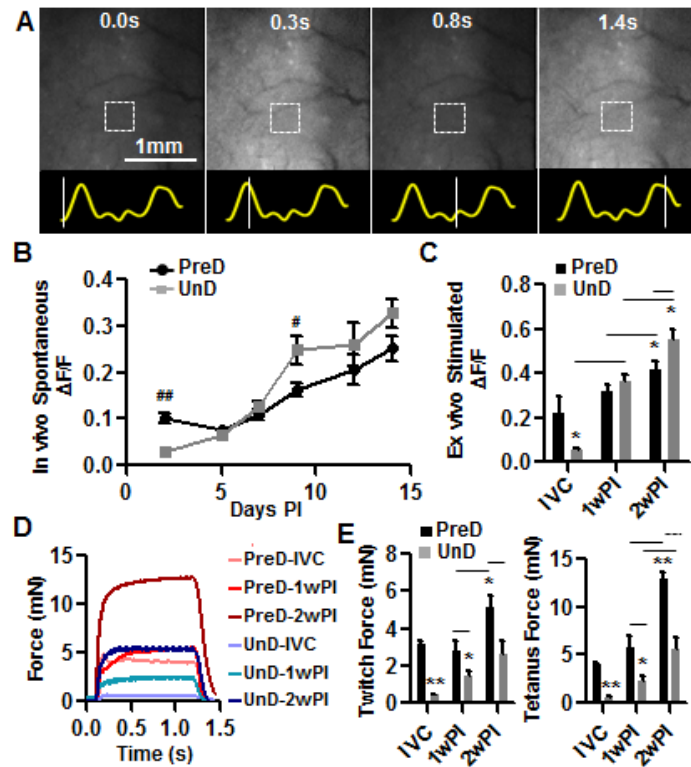 A
0.0s 0.3s 0.8s 1.4s
1mm
B
PreD
UnD
In vivo Spontaneous
ΔF/F
0.4
0.3
0.2
0.1
0.0
##
#
0 5 10 15
Days PI
C
PreD
UnD
Ex vivo Stimulated
ΔF/F
0.8
0.6
0.4
0.2
0.0
* * *
IVC 1wPI 2wPI
D
Force (mN)
15
10
5
0
0.0 0.5 1.0 1.5
Time (s)
PreD-IVC
PreD-1wPI
PreD-2wPI
UnD-IVC
UnD-1wPI
UnD-2wPI
E
PreD
UnD
Twitch Force (mN)
8
6
4
2
0
** * *
IVC 1wPI 2wPI
Tetanus Force (mN)
15
10
5
0
** * **
IVC 1wPI 2wPI